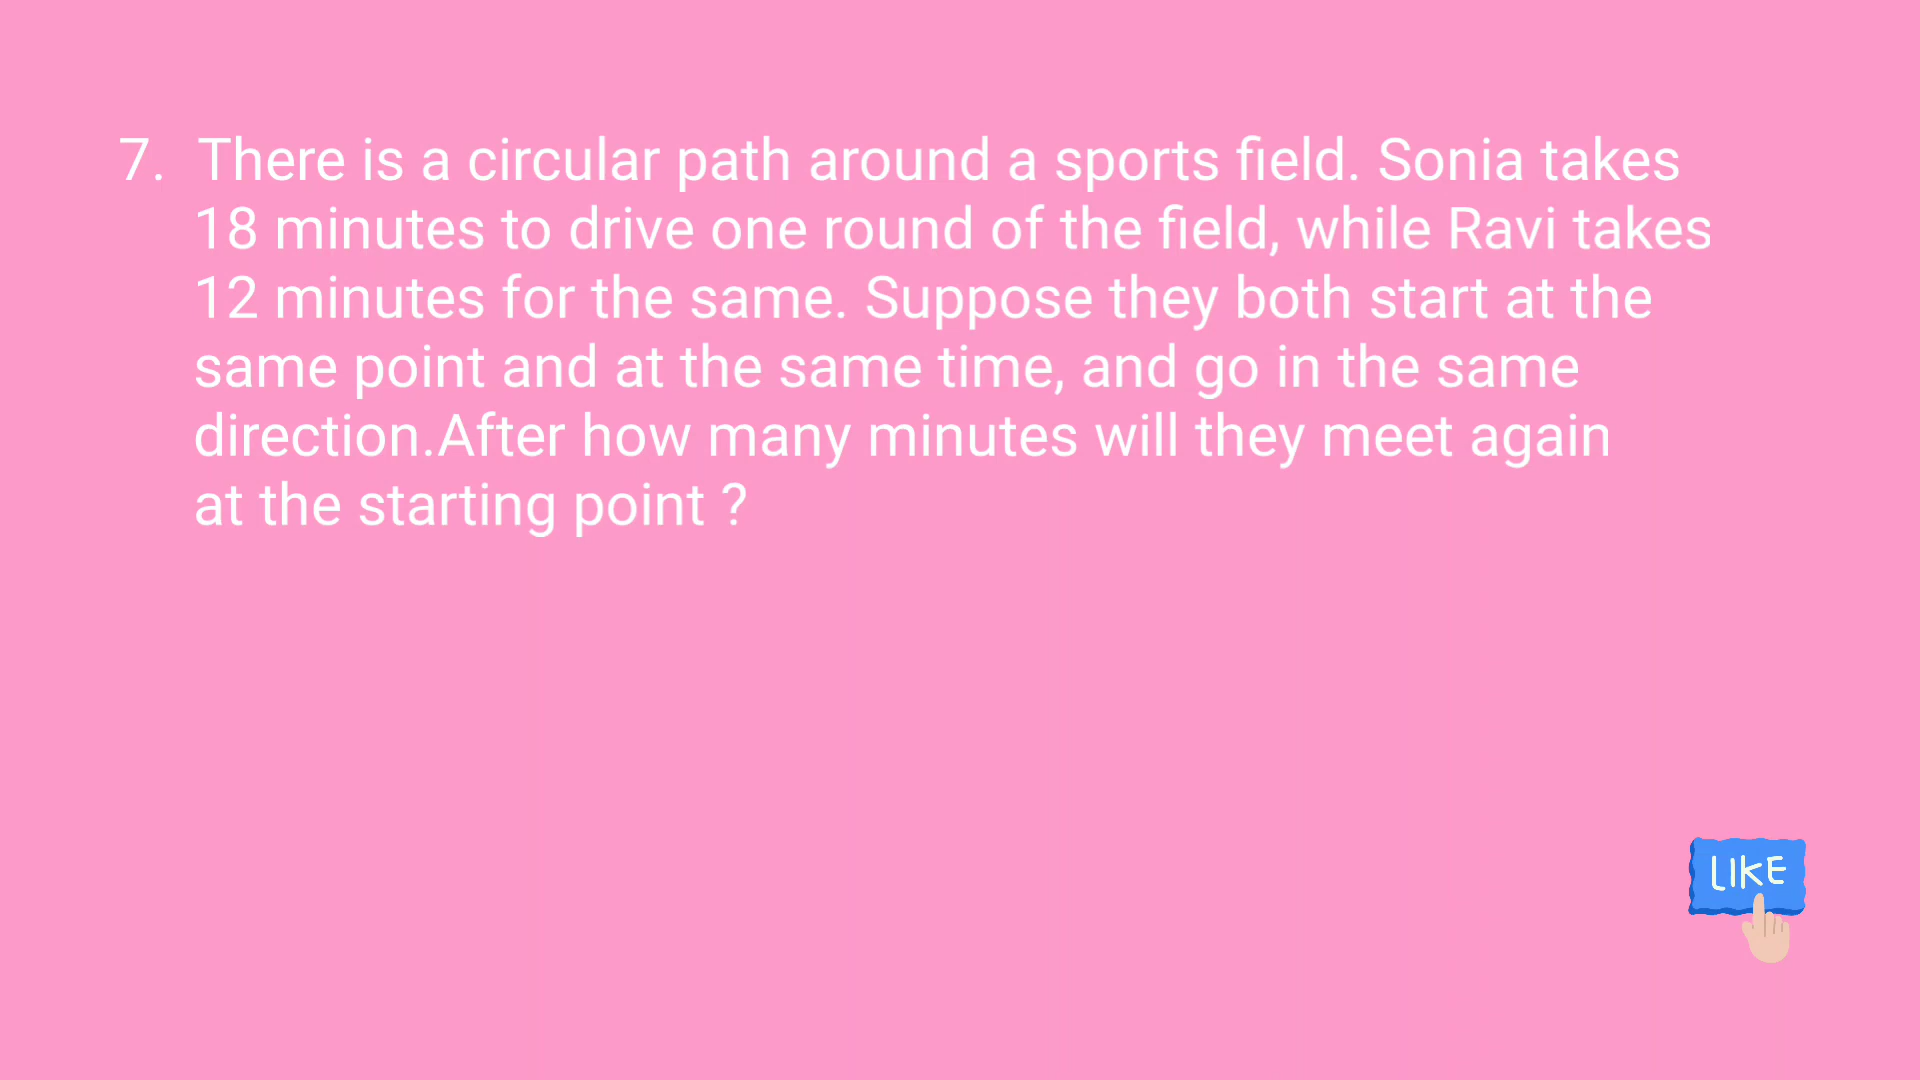 7. There is a circular path around a sports field. Sonia takes
18 minutes to drive one round of the field, while Ravi takes
12 minutes for the same. Suppose they both start at the
same point and at the same time, and go in the same
direction.After how many minutes will they meet again
at the starting point ?
LIKE